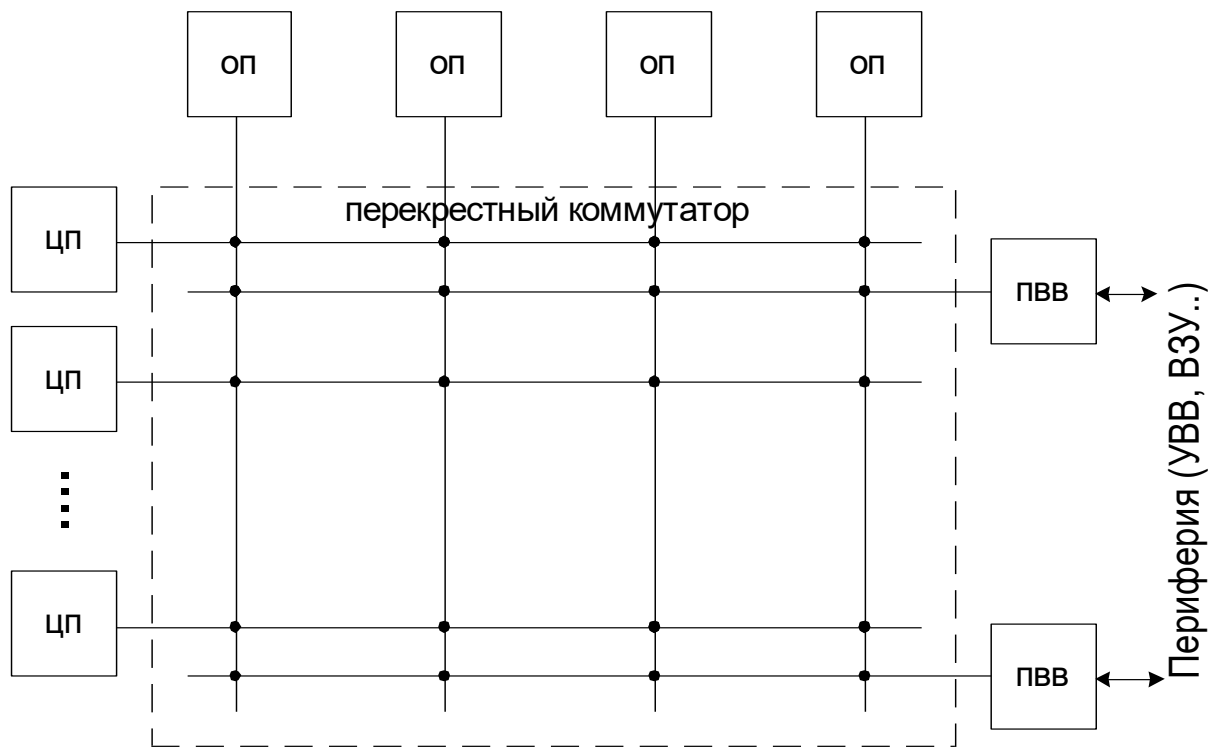 ОП ОП ОП ОП
перекрестный коммутатор
ЦП
ПВВ
ЦП
ЦП
ПВВ
Периферия (УВВ, ВЗУ..)